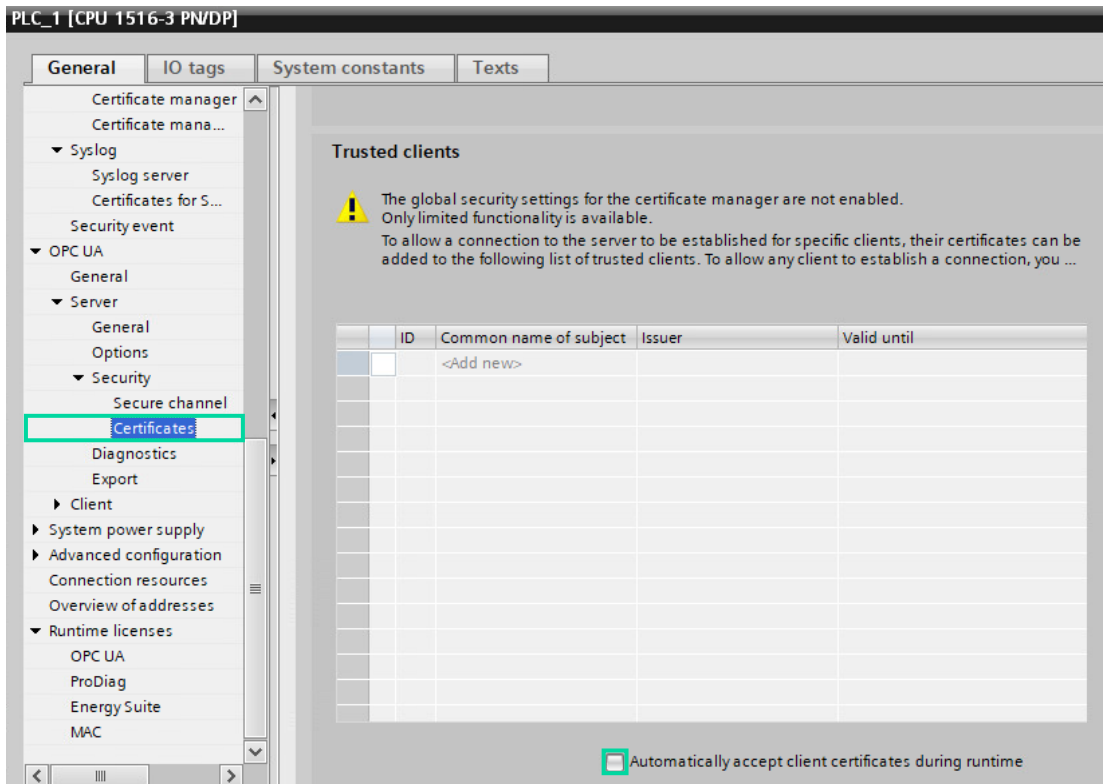 PLC_1 [CPU 1516-3 PN/DP]
General IO tags System constants Texts
Certificate manager
Certificate mana...
Syslog
Syslog server
Certificates for S...
Security event
OPC UA
General
Server
General
Options
Security
Secure channel
Certificates
Diagnostics
Export
Client
System power supply
Advanced configuration
Connection resources
Overview of addresses
Runtime licenses
OPC UA
ProDiag
Energy Suite
MAC
Trusted clients
The global security settings for the certificate manager are not enabled.
Only limited functionality is available.
To allow a connection to the server to be established for specific clients, their certificates can be
added to the following list of trusted clients. To allow any client to establish a connection, you ...
ID Common name of subject Issuer Valid until
<Add new>
Automatically accept client certificates during runtime